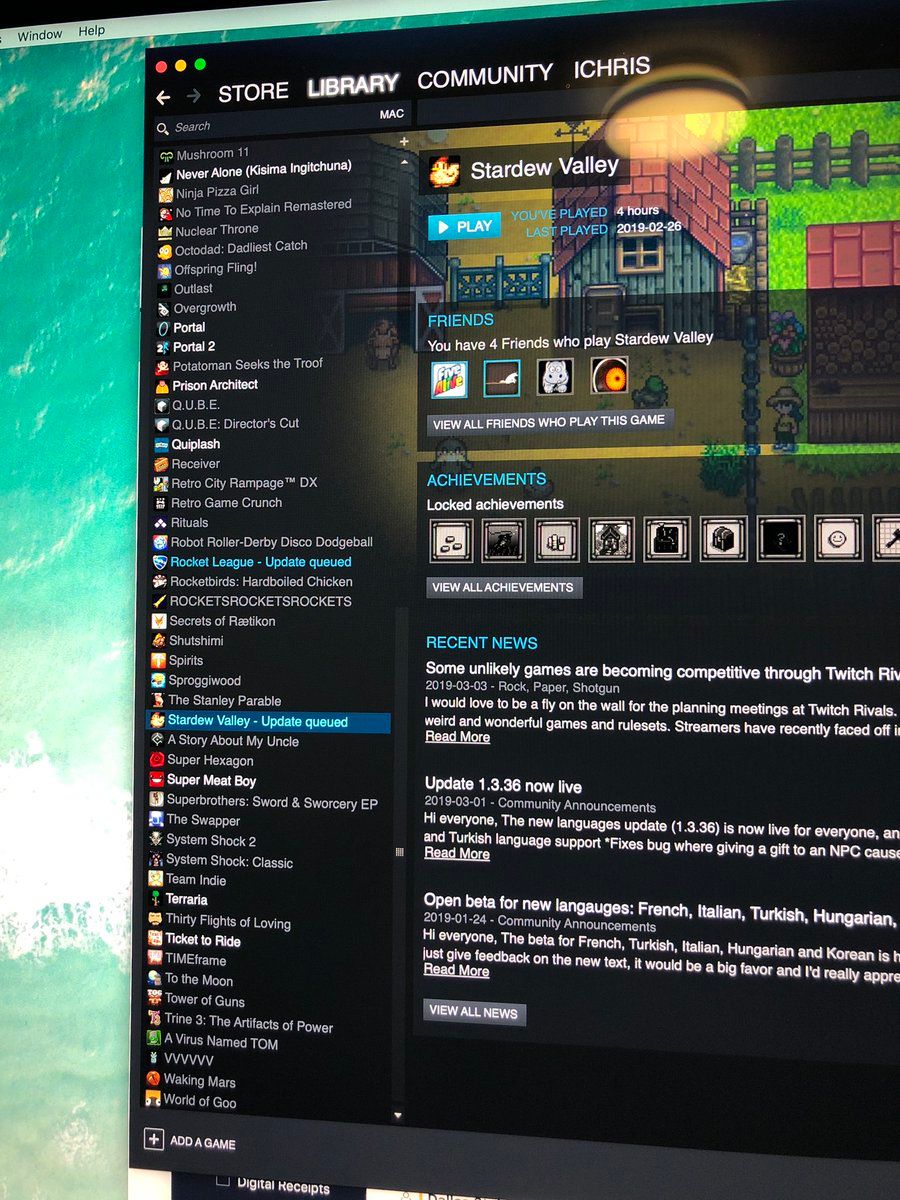 Window Help
STORE LIBRARY COMMUNITY ICHRIS
Search
MAC
Mushroom 11
Never Alone (Kisima Ingitchuna)
Ninja Pizza Girl
No Time To Explain Remastered
Nuclear Throne
Octodad: Dadliest Catch
Offspring Fling!
Outlast
Overgrowth
Portal
Portal 2
Potatoman Seeks the Troof
Prison Architect
Q.U.B.E.
Q.U.B.E: Director's Cut
Quiplash
Receiver
Retro City Rampage™ DX
Retro Game Crunch
Rituals
Robot Roller-Derby Disco Dodgeball
Rocket League - Update queued
Rocketbirds: Hardboiled Chicken
ROCKETSROCKETSROCKETS
Secrets of Rætikon
Shutshimi
Spirits
Sproggiwood
The Stanley Parable
Stardew Valley - Update queued
A Story About My Uncle
Super Hexagon
Super Meat Boy
Superbrothers: Sword & Sworcery EP
The Swapper
System Shock 2
System Shock: Classic
Team Indie
Terraria
Thirty Flights of Loving
Ticket to Ride
TIMEframe
To the Moon
Tower of Guns
Trine 3: The Artifacts of Power
A Virus Named TOM
VVVVVV
Waking Mars
World of Goo
+ ADD A GAME
Stardew Valley
PLAY
YOU'VE PLAYED 4 hours
LAST PLAYED 2019-02-26
FRIENDS
You have 4 Friends who play Stardew Valley
Five Alide
VIEW ALL FRIENDS WHO PLAY THIS GAME
ACHIEVEMENTS
Locked achievements
VIEW ALL ACHIEVEMENTS
RECENT NEWS
Some unlikely games are becoming competitive through Twitch Riv
2019-03-03 - Rock, Paper, Shotgun
I would love to be a fly on the wall for the planning meetings at Twitch Rivals.
weird and wonderful games and rulesets. Streamers have recently faced off i
Read More
Update 1.3.36 now live
2019-03-01 - Community Announcements
Hi everyone, The new languages update (1.3.36) is now live for everyone, an
and Turkish language support *Fixes bug where giving a gift to an NPC cause
Read More
Open beta for new langauges: French, Italian, Turkish, Hungarian,
2019-01-24 - Community Announcements
Hi everyone, The beta for French, Turkish, Italian, Hungarian and Korean is h
just give feedback on the new text, it would be a big favor and I'd really appre
Read More
VIEW ALL NEWS
Digital Receipts